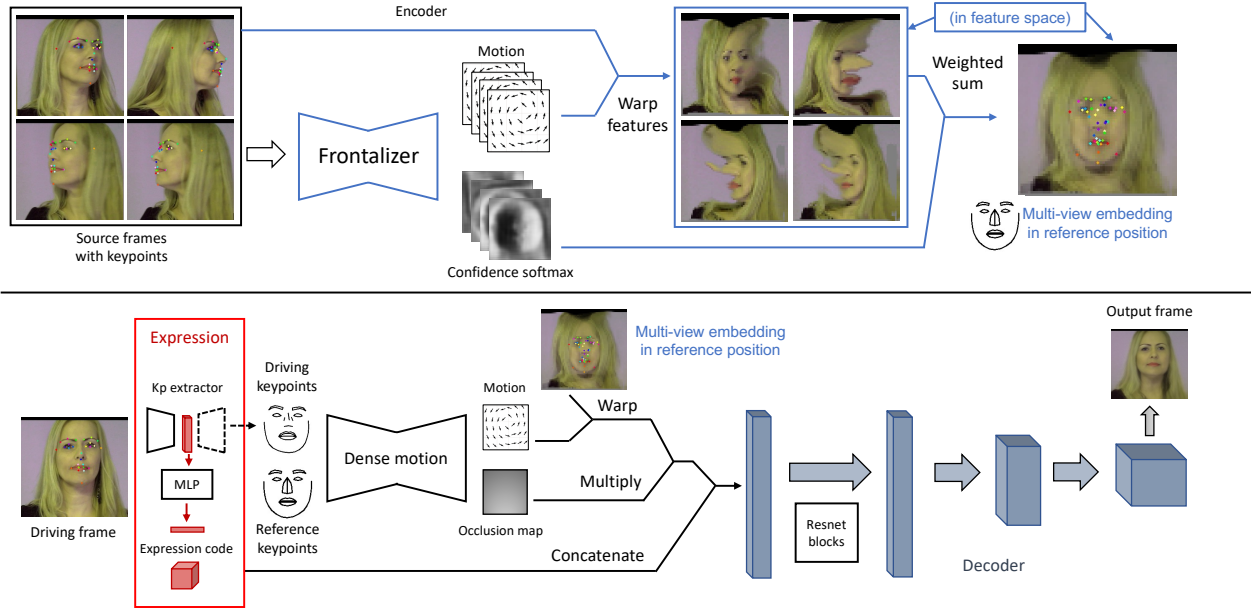 Encoder
(in feature space)
Motion
Weighted
sum
Warp
features
Frontalizer
Source frames
with keypoints
Confidence softmax
Multi-view embedding
in reference position
Output frame
Expression
Multi-view embedding
in reference position
Driving
keypoints
Kp extractor
Motion
Warp
Dense motion
MLP
Multiply
Driving frame
Reference
keypoints
Occlusion map
Resnet
blocks
Expression code
Concatenate
Decoder